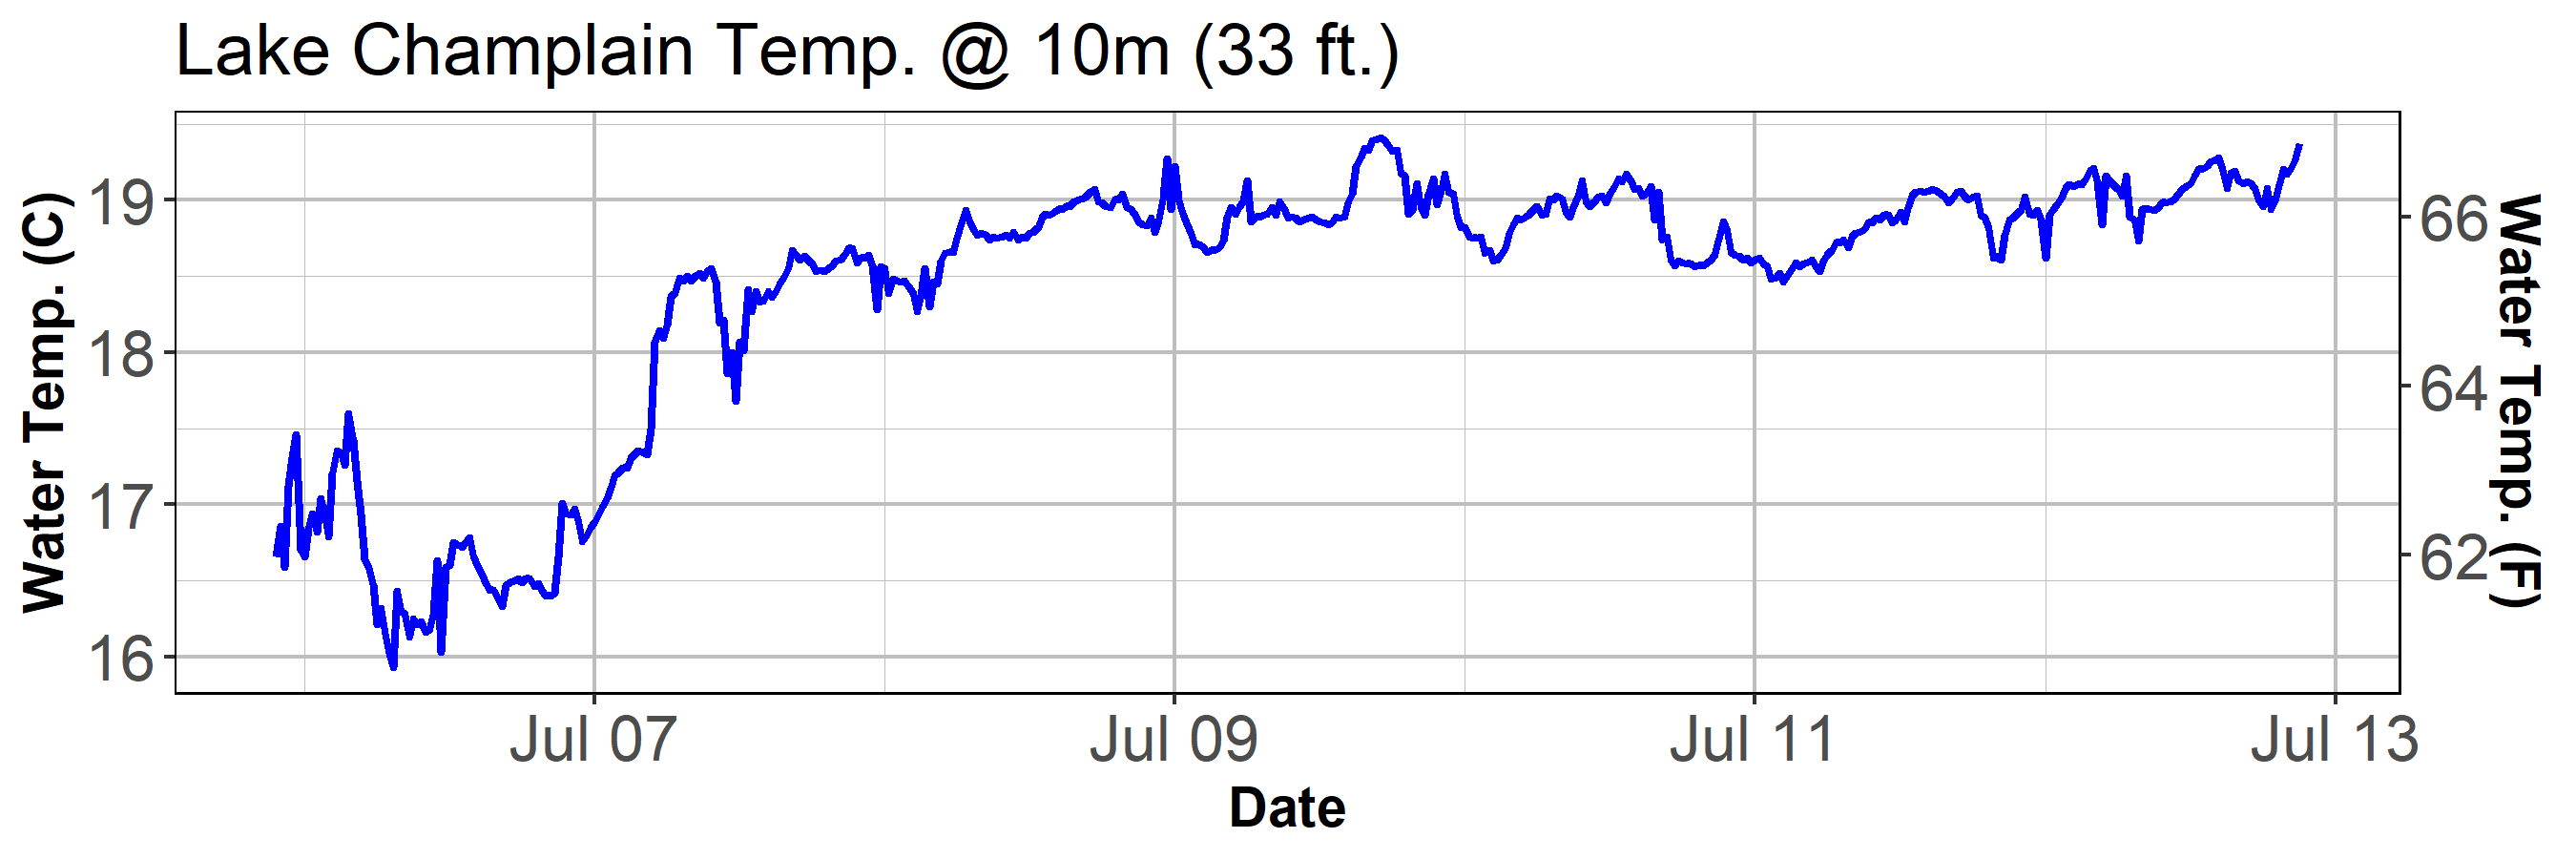 Lake Champlain Temp. @ 10m (33 ft.)
Water Temp. (C)
19
18
17
16
66
64
62
Water Temp. (F)
Jul 07
Jul 09
Jul 11
Jul 13
Date